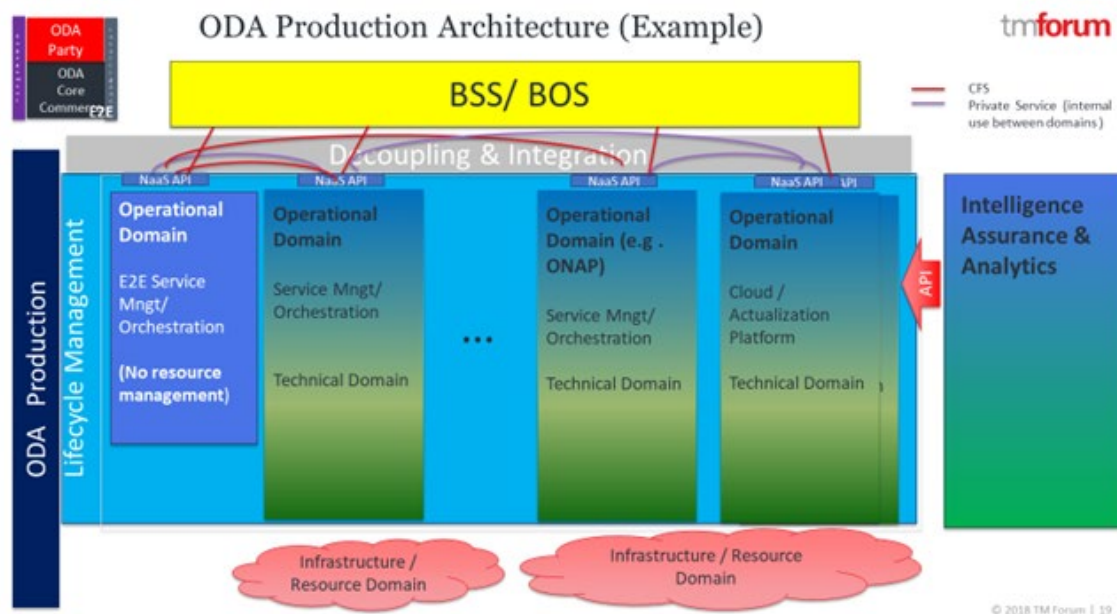 ODA Production Architecture (Example)
tmforum
ODA
Party
ODA
Core
Commerce
E2E
BSS/ BOS
CFS
Private Service (internal
use between domains)
Decoupling & Integration
NaaS API
NaaS API
NaaS API
NaaS API
API
ODA Production
Lifecycle Management
Operational
Domain
E2E Service
Mngt/
Orchestration
(No resource
management)
Operational
Domain
Service Mngt/
Orchestration
Technical Domain
...
Operational
Domain (e.g .
ONAP)
Service Mngt/
Orchestration
Technical Domain
Operational
Domain
Cloud /
Actualization
Platform
Technical Domain
API
Intelligence
Assurance &
Analytics
Infrastructure /
Resource Domain
Infrastructure / Resource
Domain
© 2018 TM Forum | 19